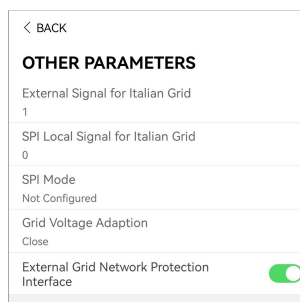 < BACK
OTHER PARAMETERS
External Signal for Italian Grid
1
SPI Local Signal for Italian Grid
0
SPI Mode
Not Configured
Grid Voltage Adaption
Close
External Grid Network Protection
Interface